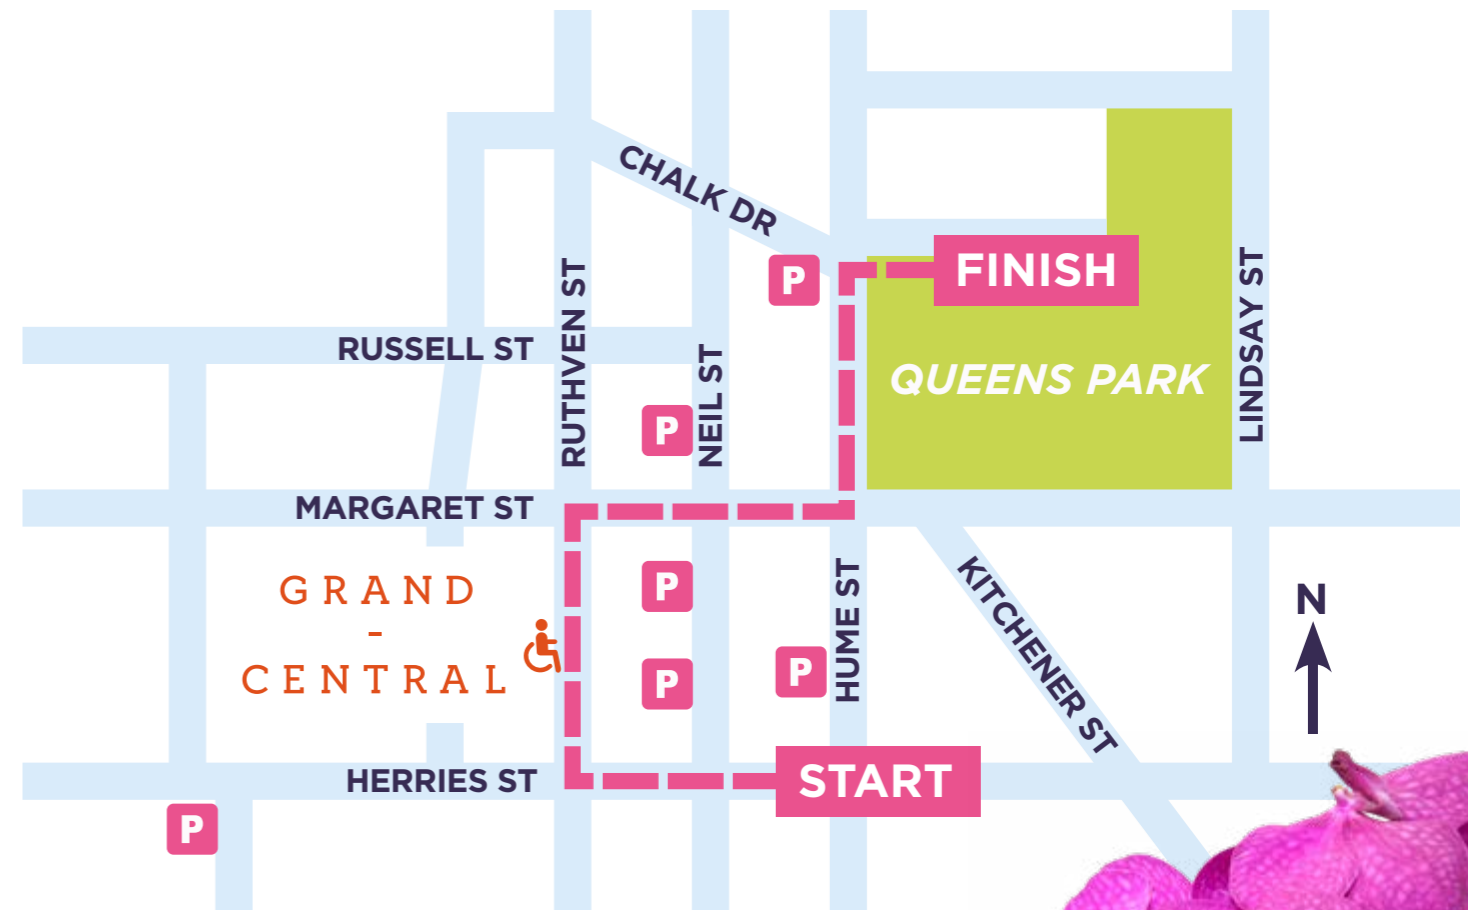 CHALK DR
P
FINISH
RUSSELL ST
RUTHVEN ST
NEIL ST
LINDSAY ST
QUEENS PARK
P
MARGARET ST
GRAND
-
CENTRAL
P
P
P
HUME ST
KITCHENER ST
N
HERRIES ST
START
P